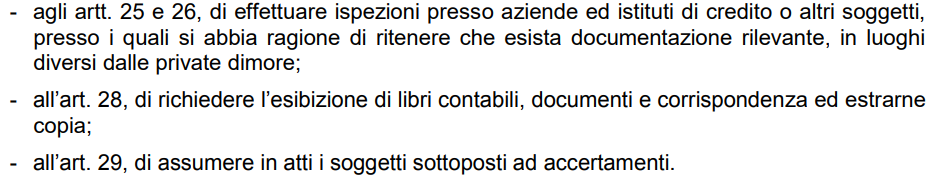 - agli artt. 25 e 26, di effettuare ispezioni presso aziende ed istituti di credito o altri soggetti,
presso i quali si abbia ragione di ritenere che esista documentazione rilevante, in luoghi
diversi dalle private dimore;
- all’art. 28, di richiedere l’esibizione di libri contabili, documenti e corrispondenza ed estrarne
copia;
- all’art. 29, di assumere in atti i soggetti sottoposti ad accertamenti.